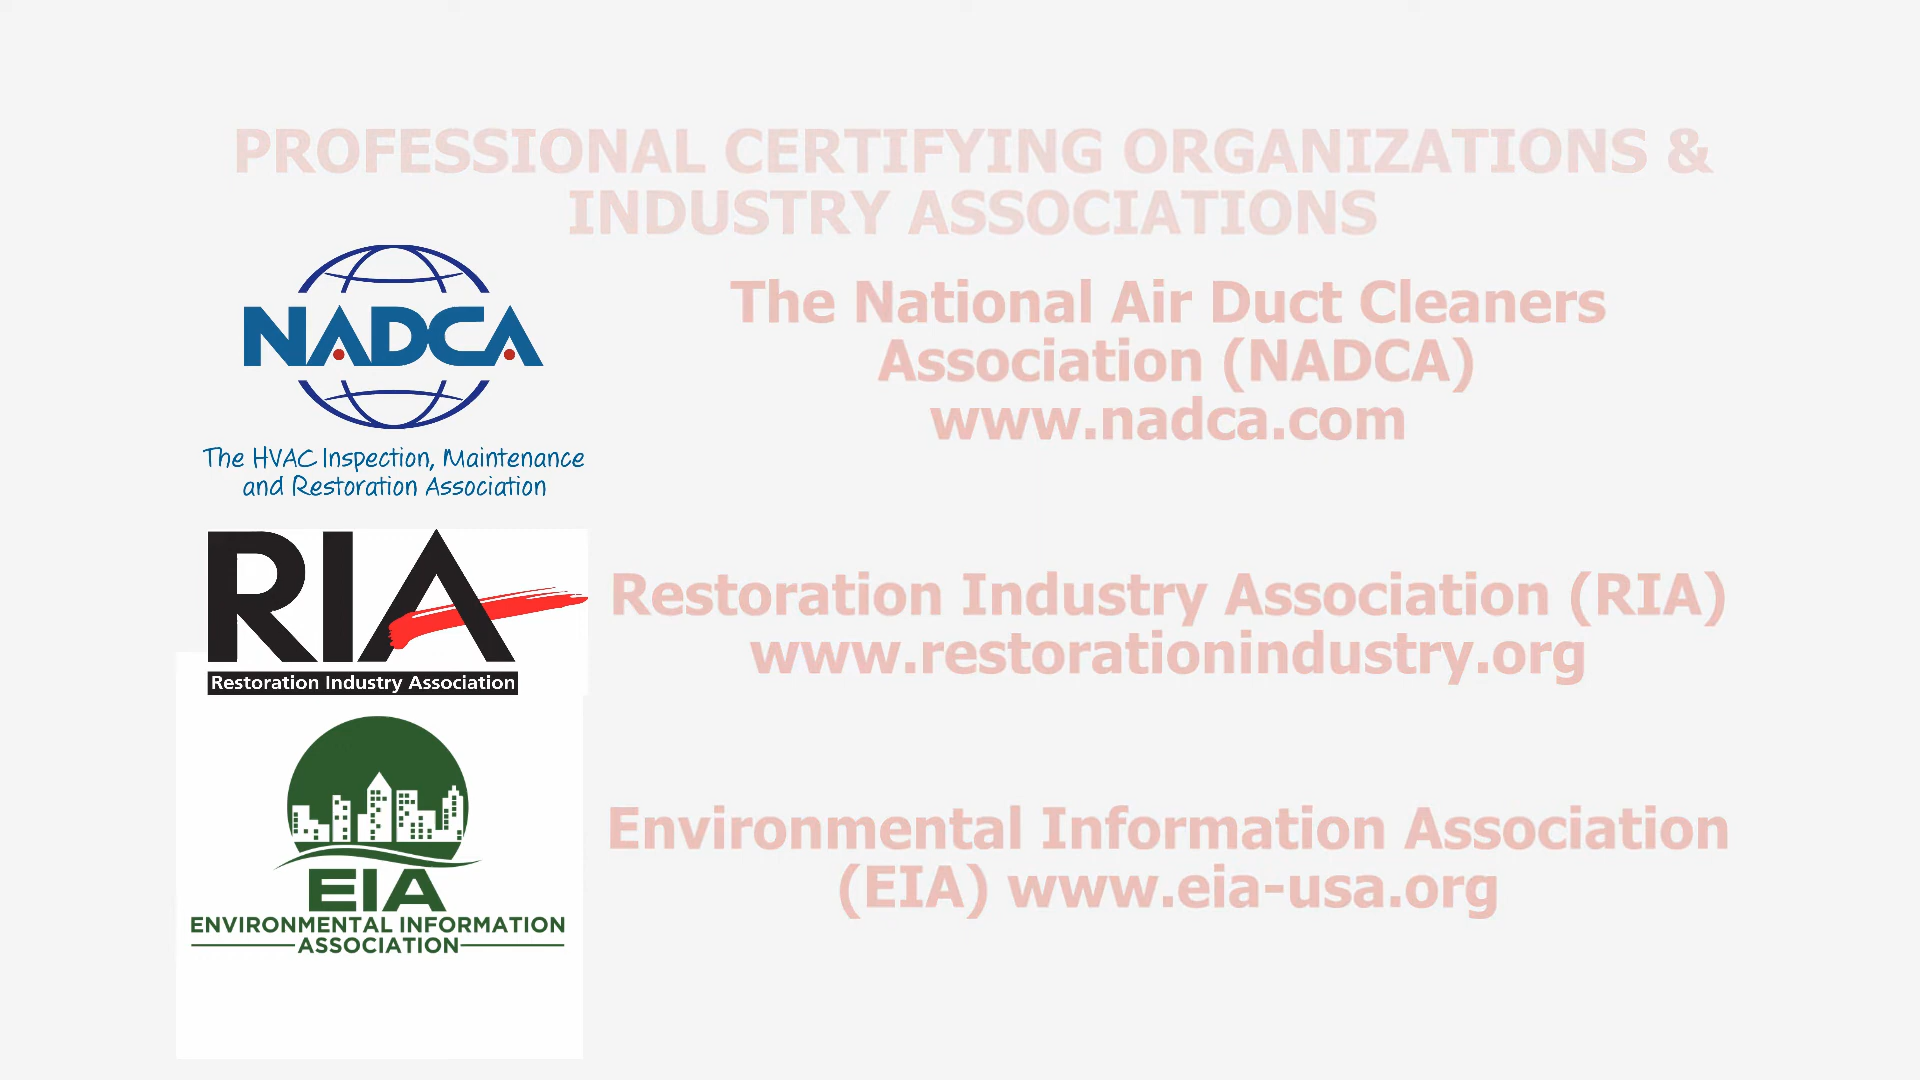 PROFESSIONAL CERTIFYING ORGANIZATIONS &
INDUSTRY ASSOCIATIONS
NADCA
The HVAC Inspection, Maintenance
and Restoration Association
The National Air Duct Cleaners
Association (NADCA)
www.nadca.com
RIA
Restoration Industry Association
Restoration Industry Association (RIA)
www.restorationindustry.org
EIA
ENVIRONMENTAL INFORMATION
ASSOCIATION
Environmental Information Association
(EIA) www.eia-usa.org